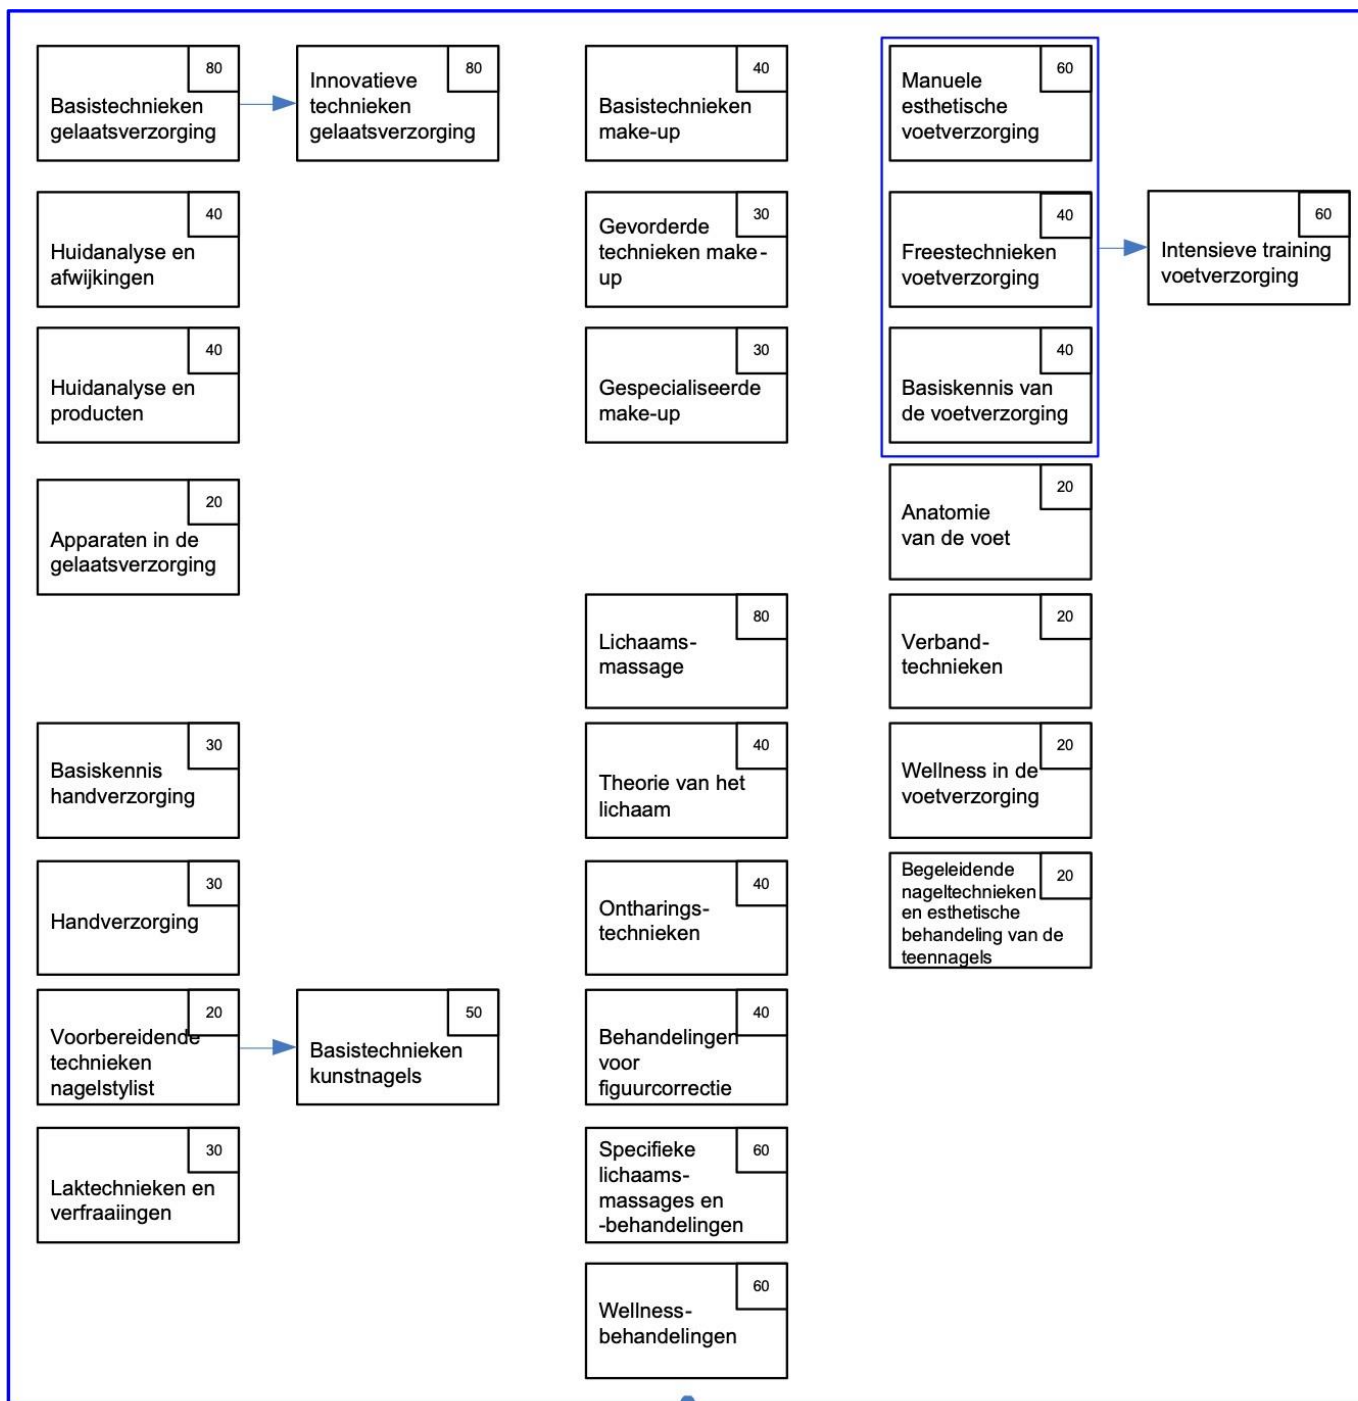 80
Basistechnieken
gelaatsverzorging
80
Innovatieve
technieken
gelaatsverzorging
40
Basistechnieken
make-up
60
Manuele
esthetische
voetverzorging
40
Huidanalyse en
afwijkingen
30
Gevorderde
technieken make-
up
40
Freestechnieken
voetverzorging
60
Intensieve training
voetverzorging
40
Huidanalyse en
producten
30
Gespecialiseerde
make-up
40
Basiskennis van
de voetverzorging
20
Apparaten in de
gelaatsverzorging
20
Anatomie
van de voet
80
Lichaams-
massage
20
Verband-
technieken
30
Basiskennis
handverzorging
40
Theorie van het
lichaam
20
Wellness in de
voetverzorging
30
Handverzorging
40
Ontharings-
technieken
20
Begeleidende
nageltechnieken
en esthetische
behandeling van de
teennagels
20
Voorbereidende
technieken
nagelstylist
50
Basistechnieken
kunstnagels
40
Behandelingen
voor
figuurcorrectie
30
Laktechnieken en
verfraaiingen
60
Specifieke
lichaams-
massages en
-behandelingen
60
Wellness-
behandelingen